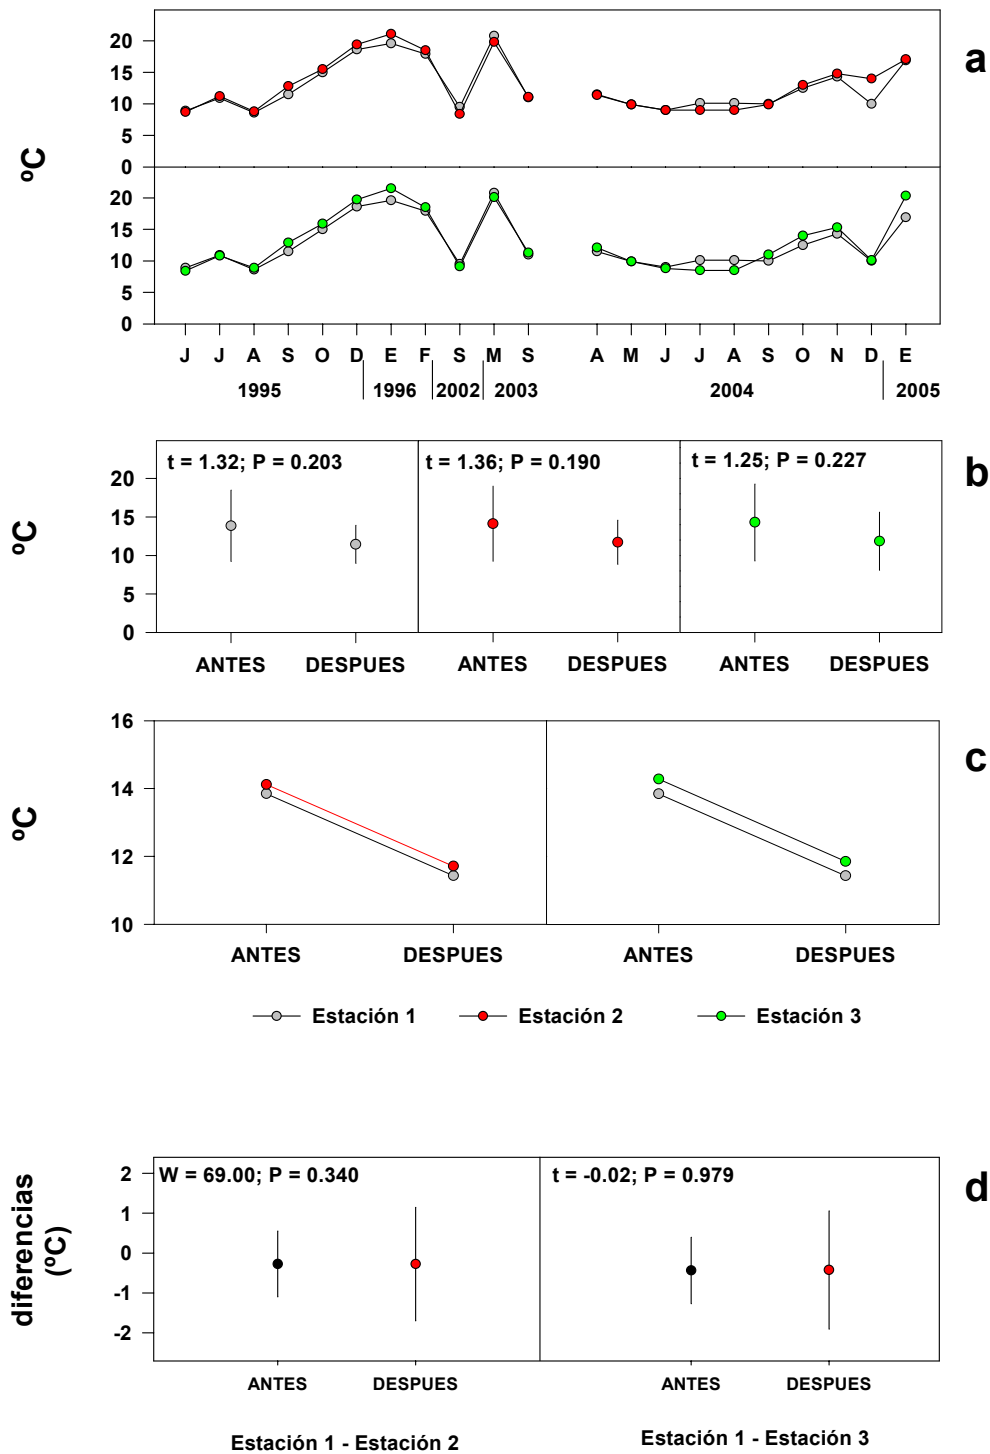 a
ºC
20
15
10
5
0
20
15
10
5
0
J J A S O D E F S M S A M J J A S O N D E
1995 1996 2002 2003 2004 2005
b
ºC
t = 1.32; P = 0.203 t = 1.36; P = 0.190 t = 1.25; P = 0.227
20
15
10
5
0
ANTES DESPUES ANTES DESPUES ANTES DESPUES
c
ºC
16
14
12
10
ANTES DESPUES ANTES DESPUES
Estación 1 Estación 2 Estación 3
d
diferencias
(ºC)
W = 69.00; P = 0.340 t = -0.02; P = 0.979
2
1
0
-1
-2
ANTES DESPUES ANTES DESPUES
Estación 1 - Estación 2 Estación 1 - Estación 3